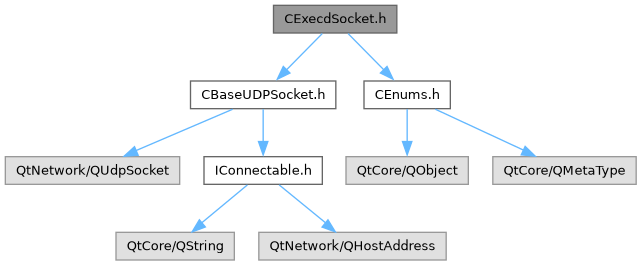 CExecdSocket.h
CBaseUDPSocket.h
CEnums.h
QtNetwork/QUdpSocket
IConnectable.h
QtCore/QObject
QtCore/QMetaType
QtCore/QString
QtNetwork/QHostAddress